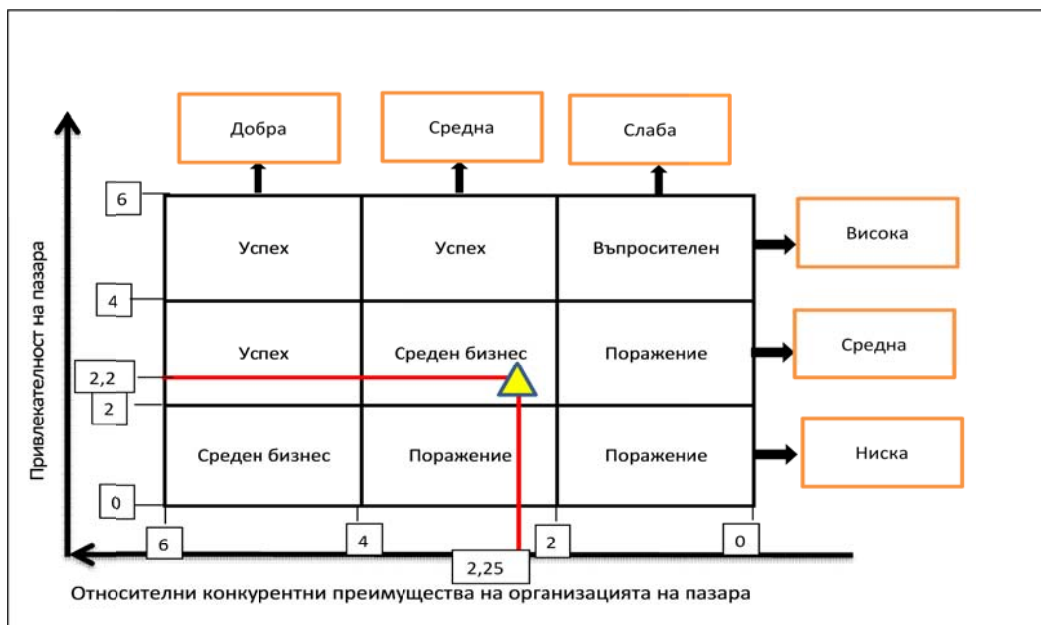 Добра
Средна
Слаба
6
Успех
Успех
Въпросителен
Висока
4
Успех
Среден бизнес
Поражение
Средна
2,2
2
Среден бизнес
Поражение
Поражение
Ниска
0
6
4
2
0
2,25
Привлекателност на пазара
Относителни конкурентни преимущества на организацията на пазара